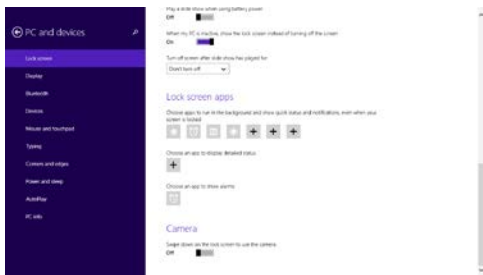 PC and devices
Lock screen
Display
Bluetooth
Devices
Mouse and touchpad
Typing
Corners and edges
Power and sleep
AutoPlay
PC info
Play a slide show when using battery power
Off
When my PC is inactive, show the lock screen instead of turning off the screen
On
Turn off screen after slide show has played for
Don't turn off
Lock screen apps
Choose apps to run in the background and show quick status and notifications, even when your
screen is locked
Choose an app to display detailed status
Choose an app to show alarms
Camera
Swipe down on the lock screen to use the camera
Off